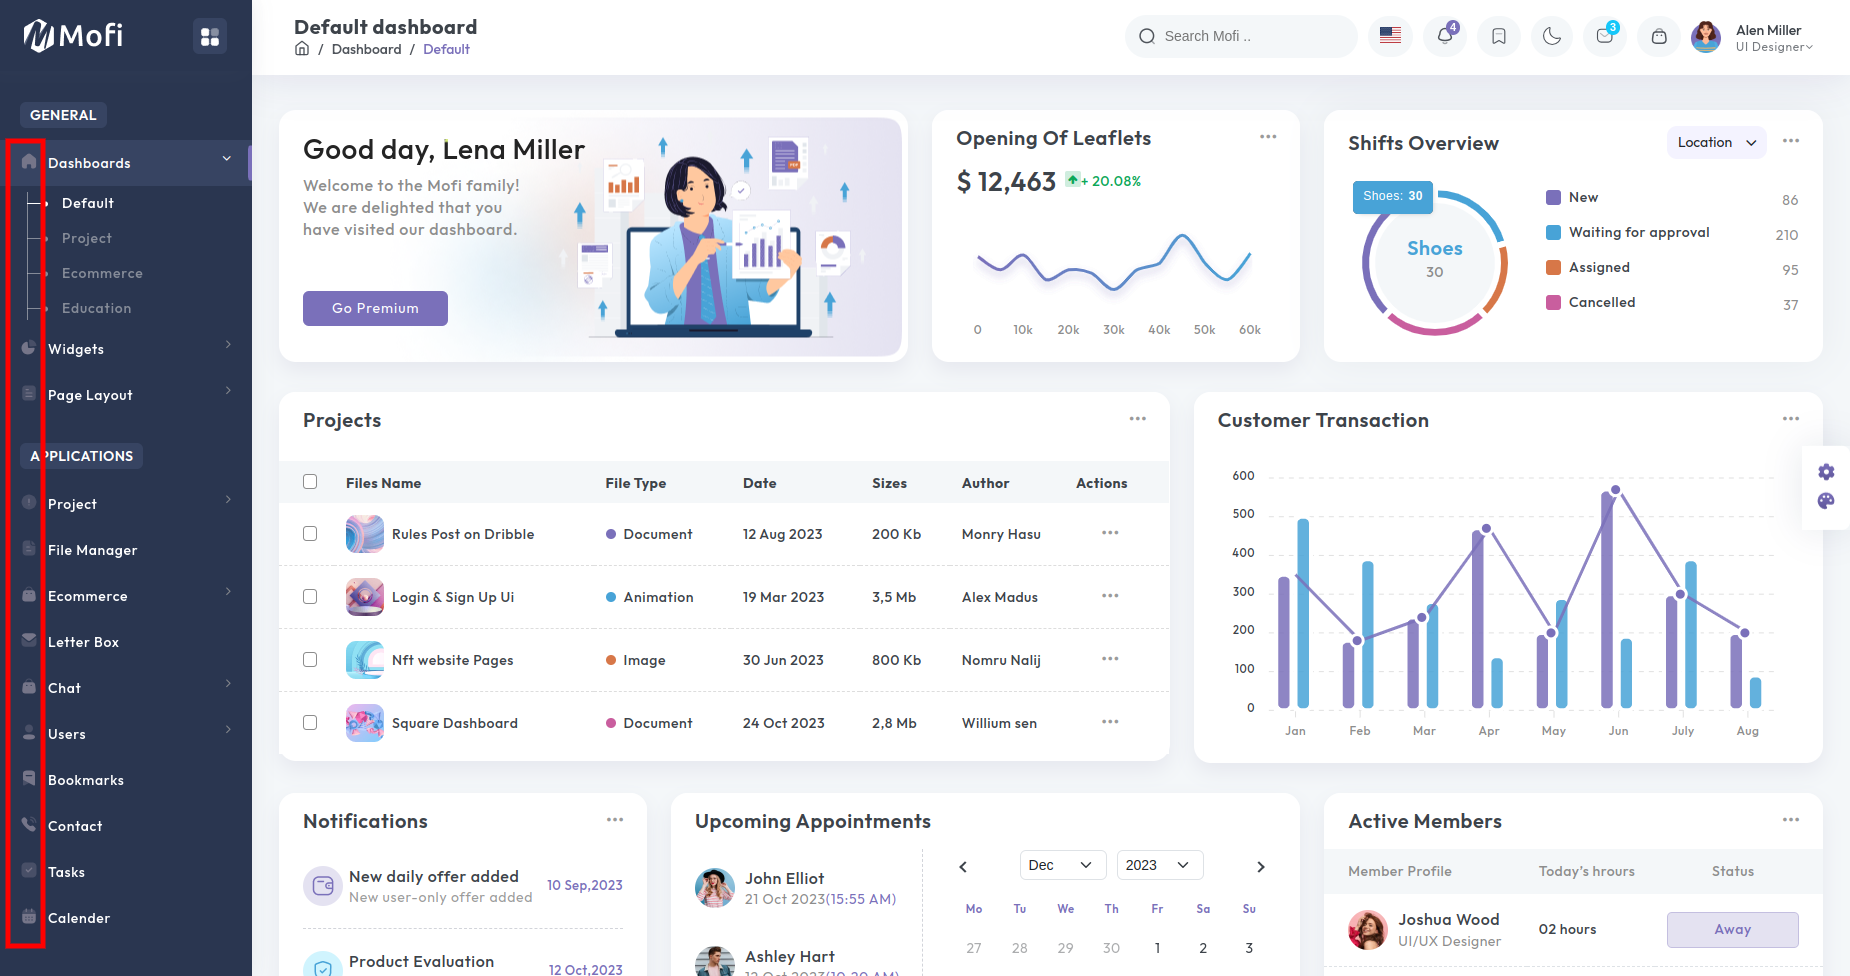 Mofi
GENERAL
Dashboards
Default
Project
Ecommerce
Education
Widgets
Page Layout
APPLICATIONS
Project
File Manager
Ecommerce
Letter Box
Chat
Users
Bookmarks
Contact
Tasks
Calender
Default dashboard
/ Dashboard / Default
Search Mofi ..
4
3
Alen Miller
UI Designer
Good day, Lena Miller
Welcome to the Mofi family!
We are delighted that you
have visited our dashboard.
Go Premium
PDF
Opening Of Leaflets
$ 12,463 + 20.08%
0 10k 20k 30k 40k 50k 60k
Shifts Overview
Location
Shoes: 30
Shoes
30
New 86
Waiting for approval 210
Assigned 95
Cancelled 37
Projects
Files Name File Type Date Sizes Author Actions
Rules Post on Dribble Document 12 Aug 2023 200 Kb Monry Hasu
Login & Sign Up Ui Animation 19 Mar 2023 3,5 Mb Alex Madus
Nft website Pages Image 30 Jun 2023 800 Kb Nomru Nalij
Square Dashboard Document 24 Oct 2023 2,8 Mb Willium sen
Customer Transaction
600
500
400
300
200
100
0
Jan Feb Mar Apr May Jun July Aug
Notifications
New daily offer added
New user-only offer added
10 Sep,2023
Product Evaluation
12 Oct,2023
Upcoming Appointments
John Elliot
21 Oct 2023(15:55 AM)
Ashley Hart
12 Oct 2023(10:20 AM)
Dec 2023
Mo Tu We Th Fr Sa Su
27 28 29 30 1 2 3
Active Members
Member Profile Today's hrours Status
Joshua Wood
UI/UX Designer
02 hours
Away